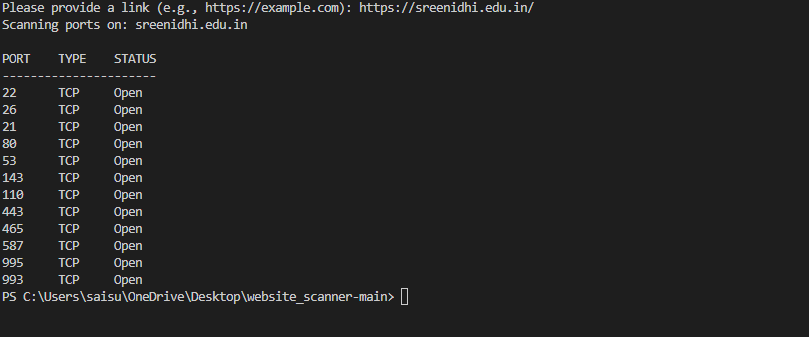 Please provide a link (e.g., https://example.com): https://sreenidhi.edu.in/
Scanning ports on: sreenidhi.edu.in
PORT TYPE STATUS
----------------------
22 TCP Open
26 TCP Open
21 TCP Open
80 TCP Open
53 TCP Open
143 TCP Open
110 TCP Open
443 TCP Open
465 TCP Open
587 TCP Open
995 TCP Open
993 TCP Open
PS C:\Users\saisu\OneDrive\Desktop\website_scanner-main>